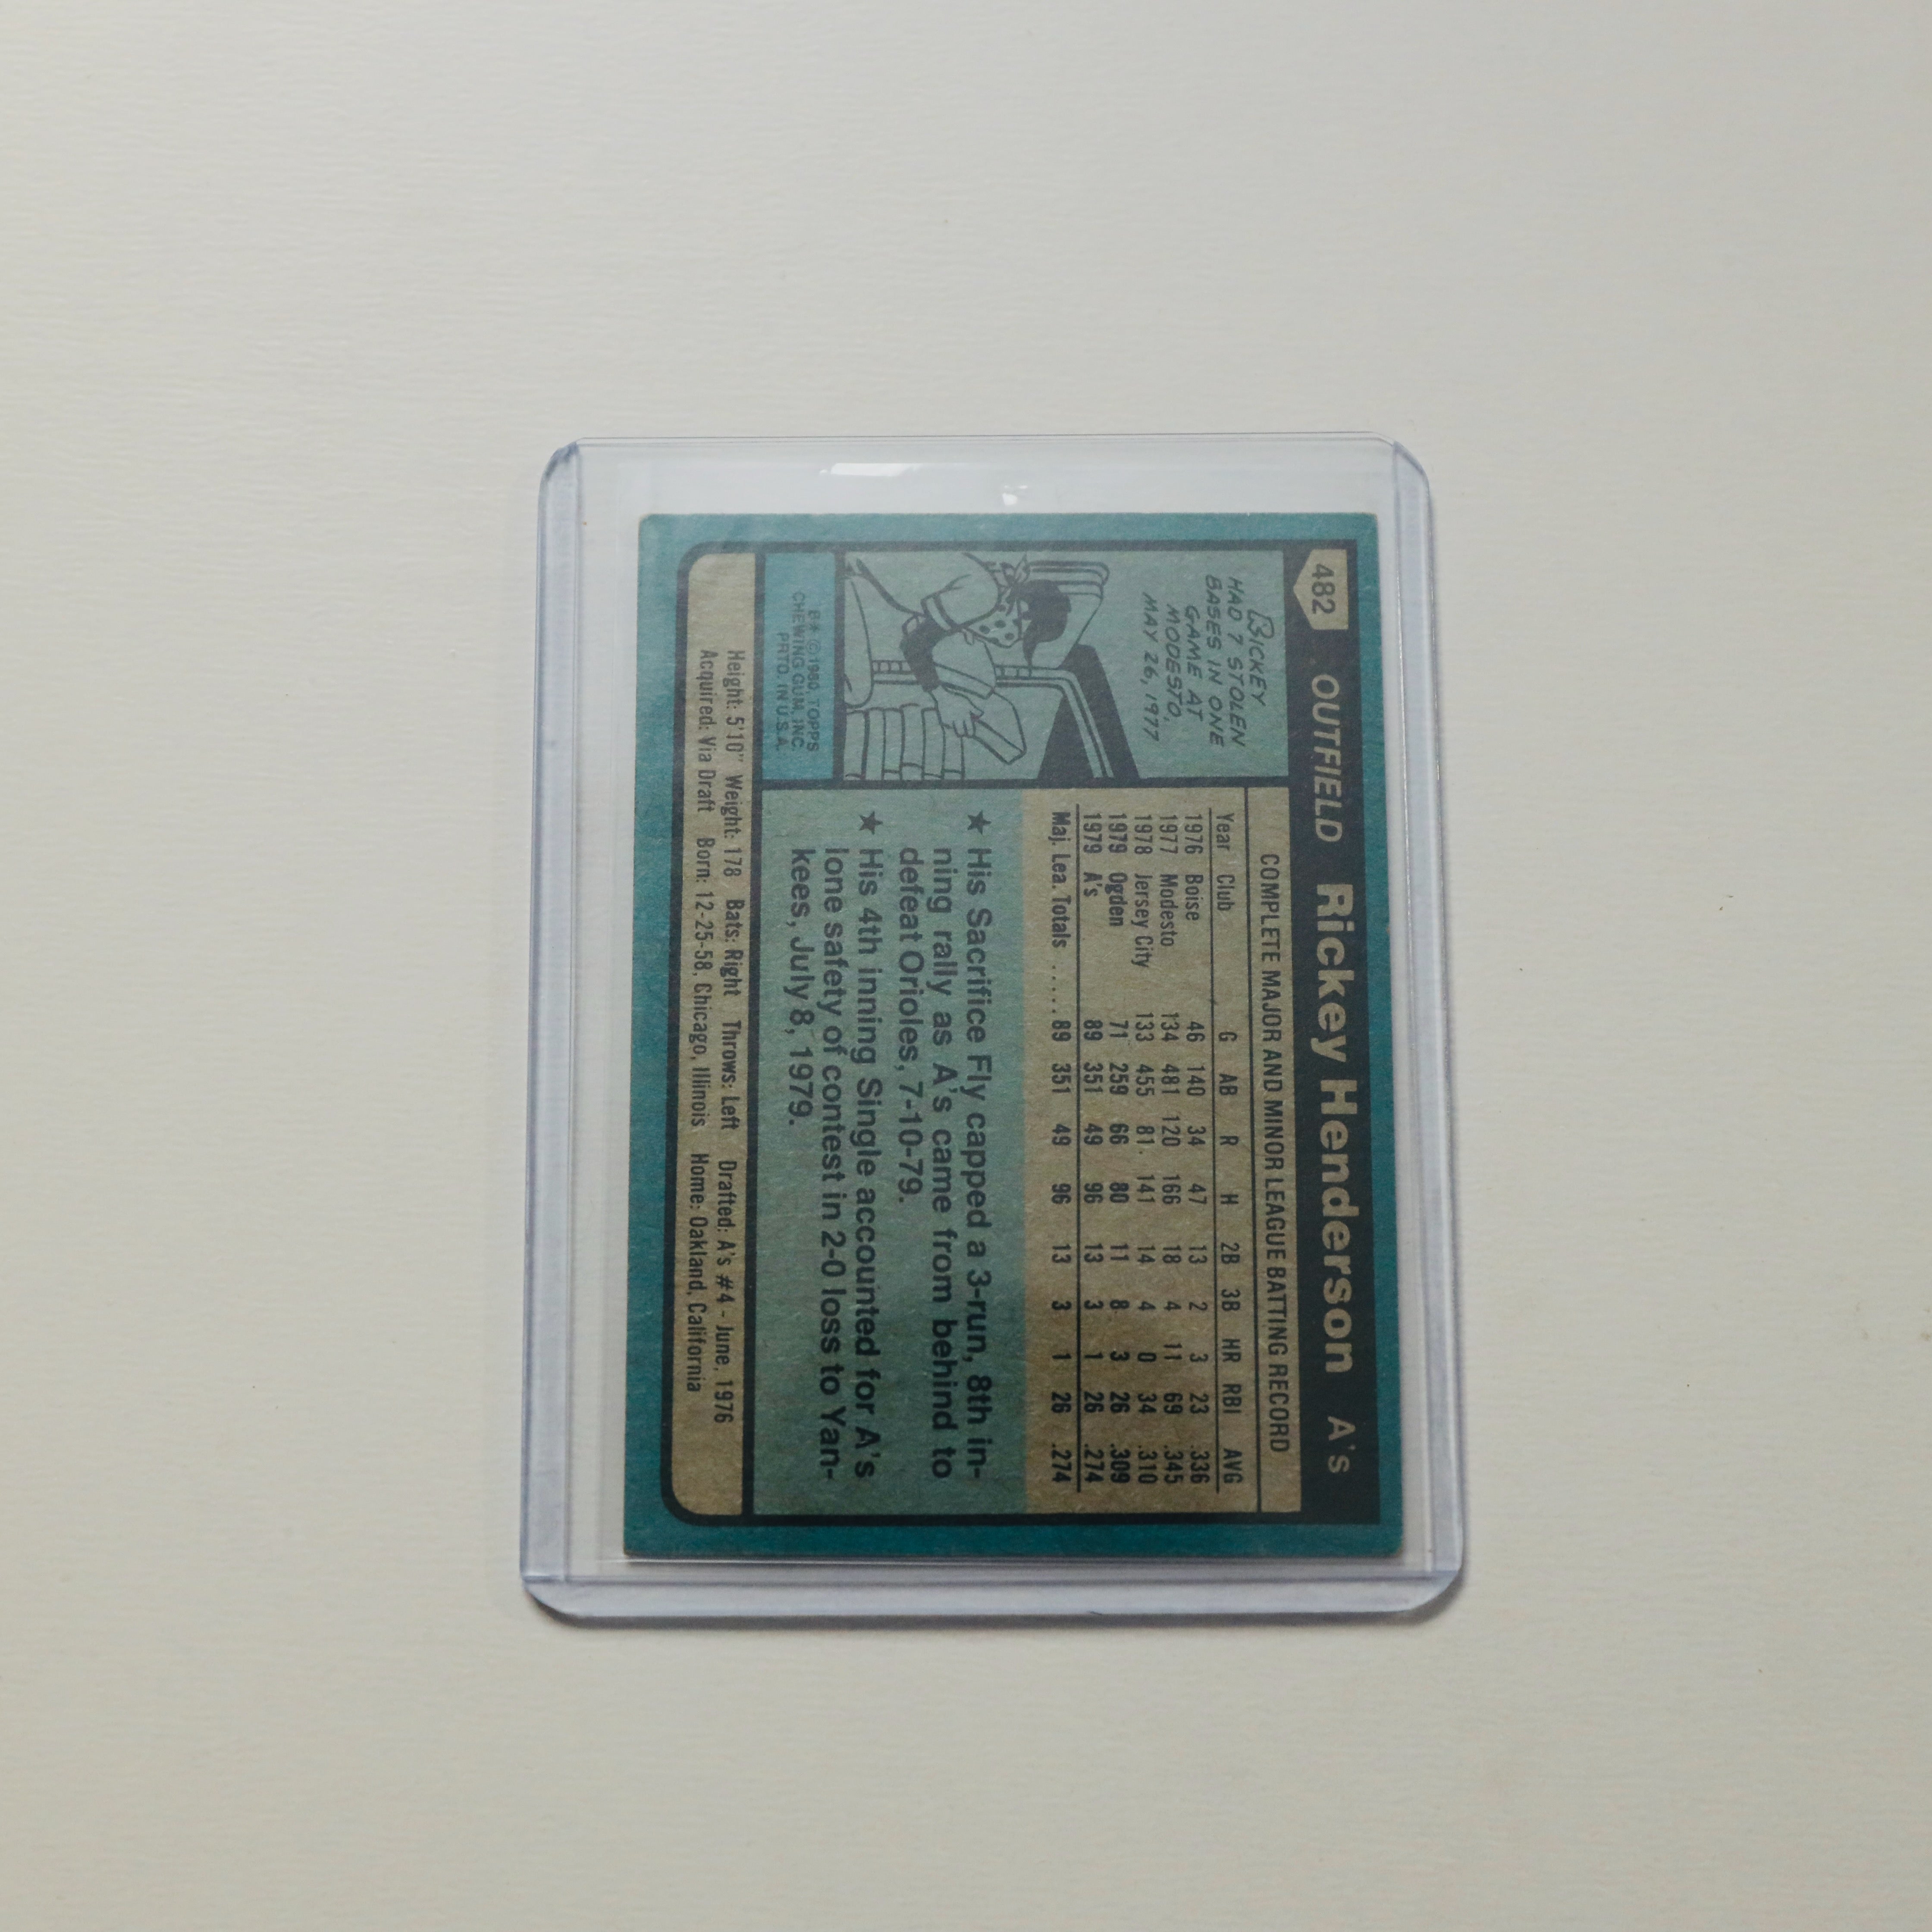 482 OUTFIELD Rickey Henderson A's
RICKEY
HAD 7 STOLEN
BASES IN ONE
GAME AT
MODESTO,
MAY 26, 1977
B* ©1980, TOPPS
CHEWING GUM, INC.
PRTD. IN U.S.A.
COMPLETE MAJOR AND MINOR LEAGUE BATTING RECORD
Year Club G AB R H 2B 3B HR RBI AVG
1976 Boise 46 140 34 47 13 2 3 23 .336
1977 Modesto 134 481 120 166 18 4 11 69 .345
1978 Jersey City 133 455 81 141 14 4 0 34 .310
1979 Ogden 71 259 66 80 11 8 3 26 .309
1979 A's 89 351 49 96 13 3 1 26 .274
Maj. Lea. Totals ..... 89 351 49 96 13 3 1 26 .274
★ His Sacrifice Fly capped a 3-run, 8th in-
ning rally as A's came from behind to
defeat Orioles, 7-10-79.
★ His 4th inning Single accounted for A's
lone safety of contest in 2-0 loss to Yan-
kees, July 8, 1979.
Height: 5'10" Weight: 178 Bats: Right Throws: Left Drafted: A's #4 - June, 1976
Acquired: Via Draft Born: 12-25-58, Chicago, Illinois Home: Oakland, California